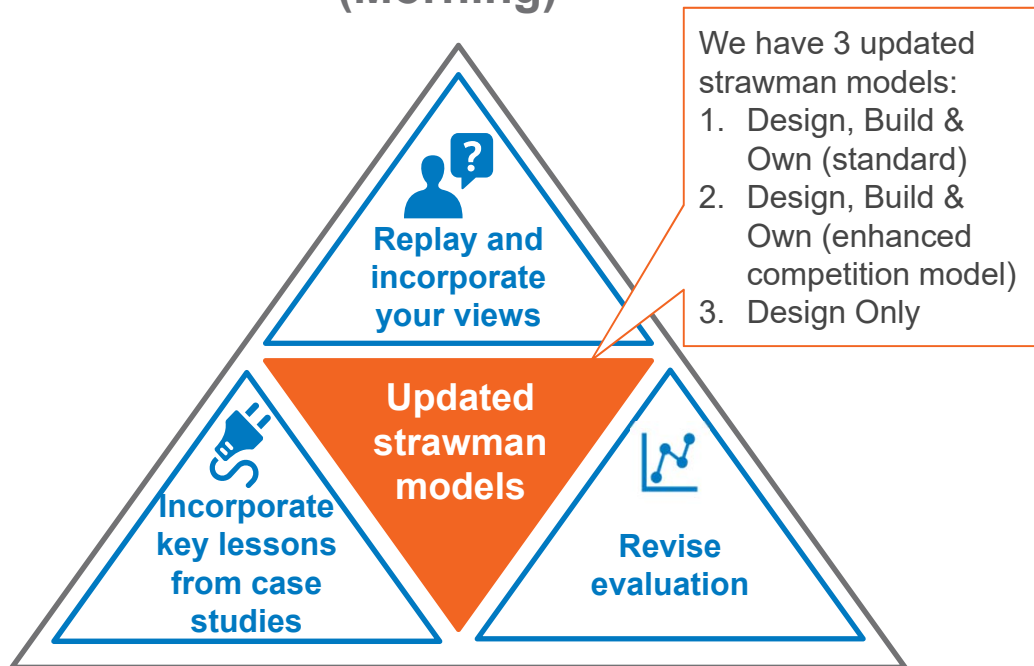 (Morning)
We have 3 updated
strawman models:
1. Design, Build &
Own (standard)
2. Design, Build &
Own (enhanced
competition model)
3. Design Only
?
Replay and
incorporate
your views
Updated
strawman
models
Incorporate
key lessons
from case
studies
Revise
evaluation